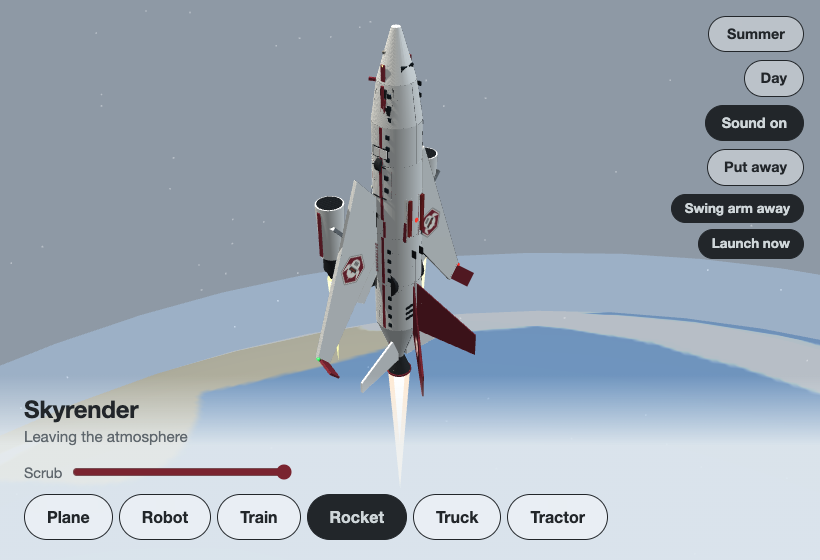 Summer
Day
Sound on
Put away
Swing arm away
Launch now
Skyrender
Leaving the atmosphere
Scrub
Plane Robot Train Rocket Truck Tractor